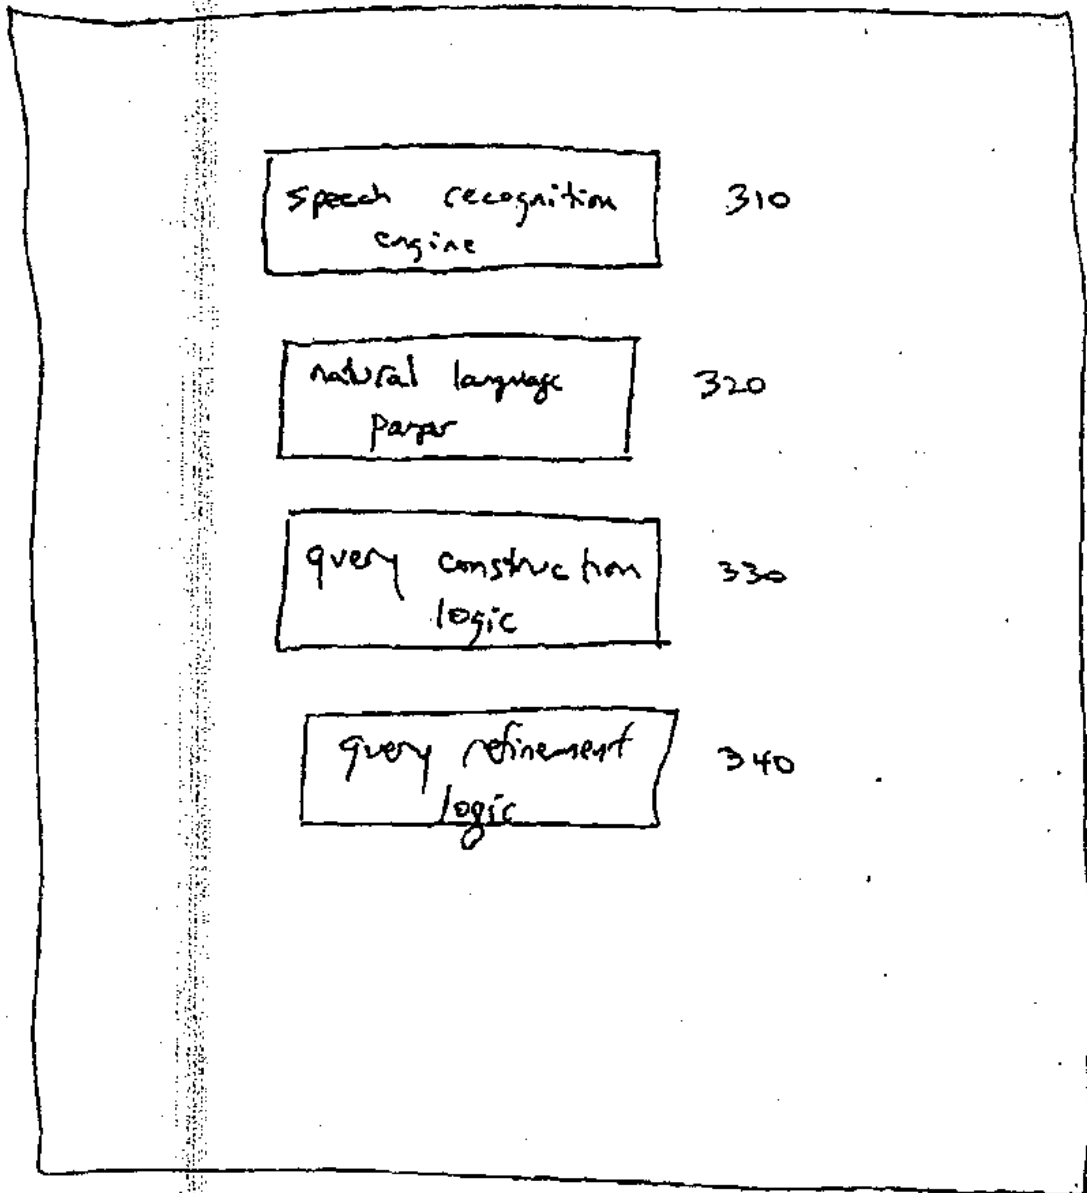 speech recognition 310
engine
natural language 320
parser
query construction 330
logic
query refinement 340
logic